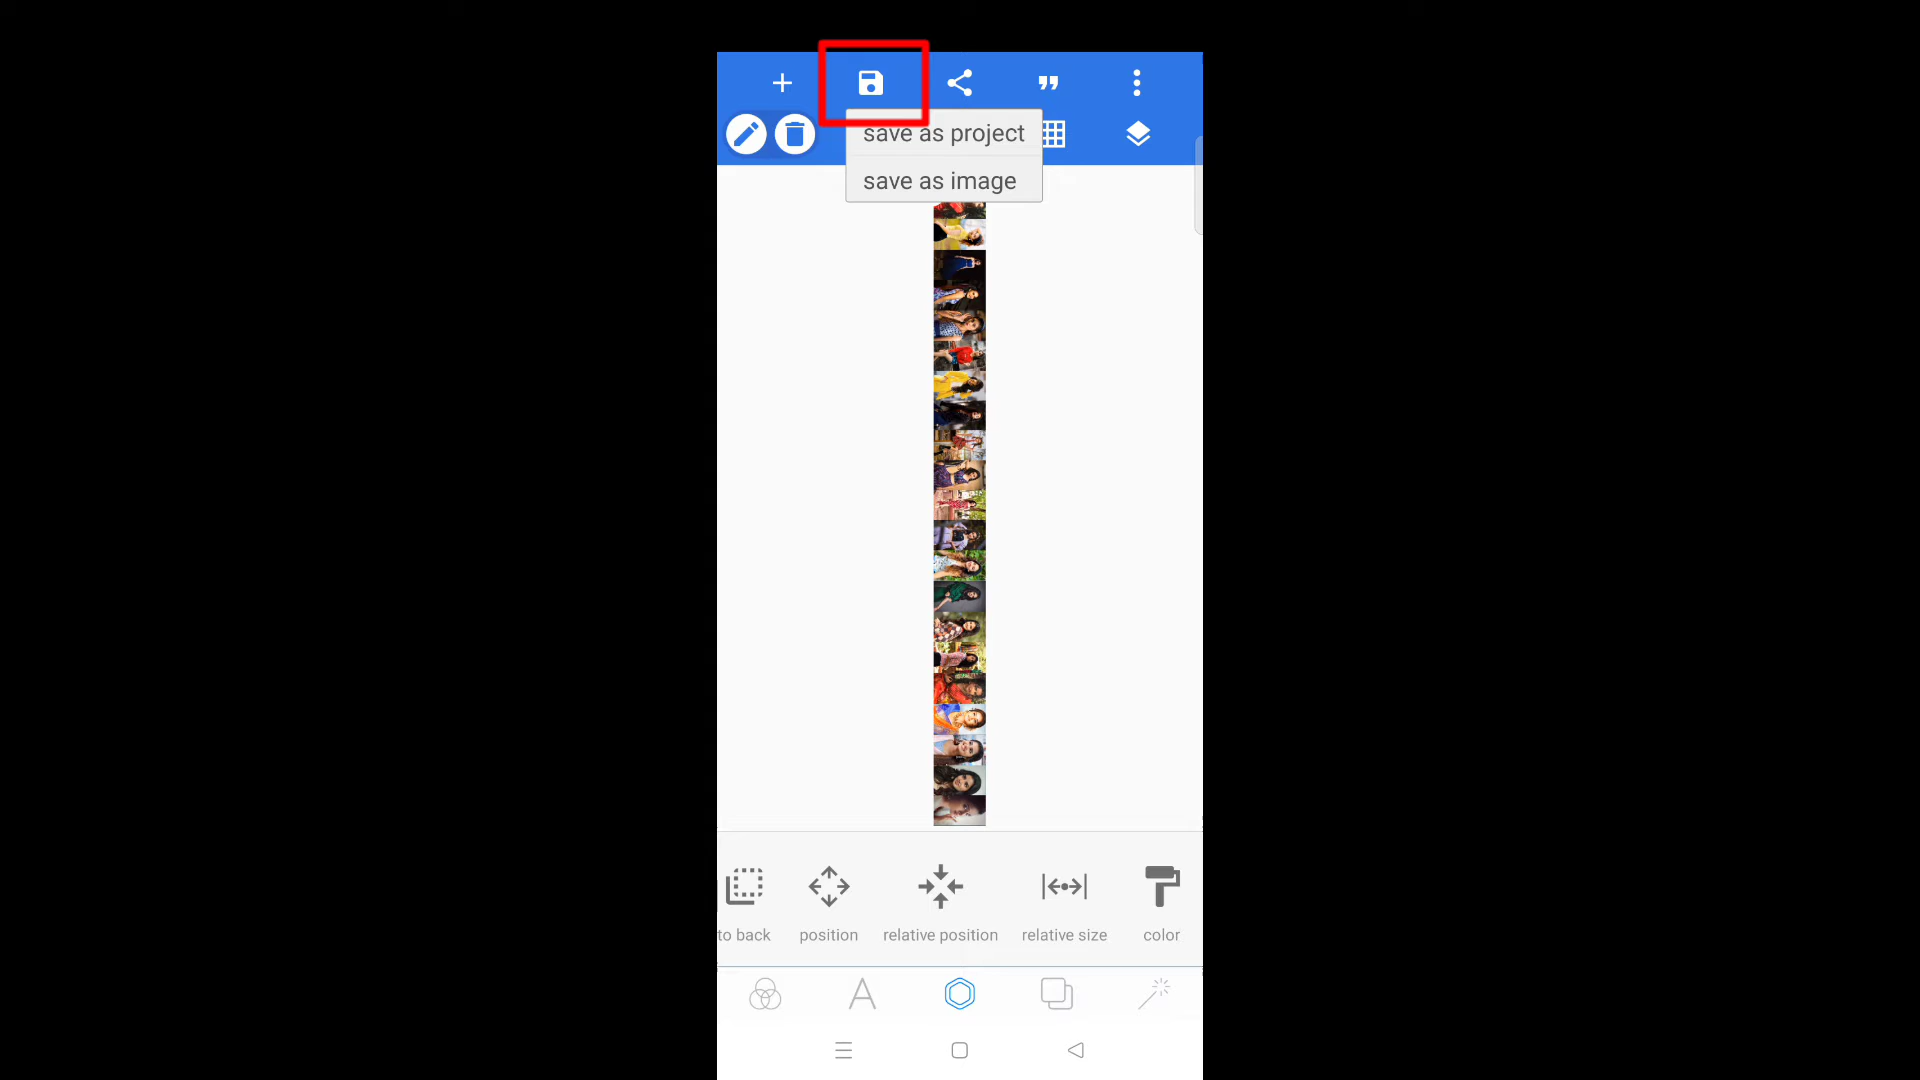 save as project
save as image
to back
position
relative position
relative size
color